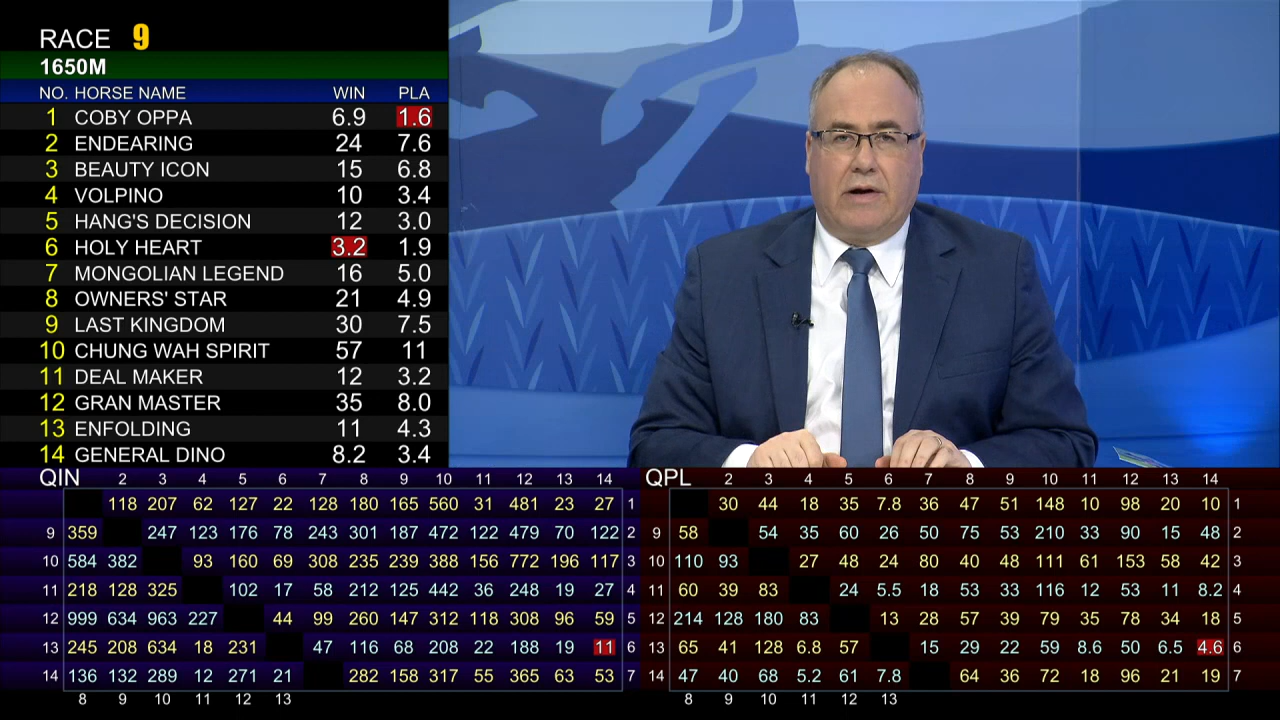 RACE 9
1650M
NO. HORSE NAME WIN PLA
1 COBY OPPA 6.9 1.6
2 ENDEARING 24 7.6
3 BEAUTY ICON 15 6.8
4 VOLPINO 10 3.4
5 HANG'S DECISION 12 3.0
6 HOLY HEART 3.2 1.9
7 MONGOLIAN LEGEND 16 5.0
8 OWNERS' STAR 21 4.9
9 LAST KINGDOM 30 7.5
10 CHUNG WAH SPIRIT 57 11
11 DEAL MAKER 12 3.2
12 GRAN MASTER 35 8.0
13 ENFOLDING 11 4.3
14 GENERAL DINO 8.2 3.4
QIN 2 3 4 5 6 7 8 9 10 11 12 13 14
118 207 62 127 22 128 180 165 560 31 481 23 27 1
9 359 247 123 176 78 243 301 187 472 122 479 70 122 2
10 584 382 93 160 69 308 235 239 388 156 772 196 117 3
11 218 128 325 102 17 58 212 125 442 36 248 19 27 4
12 999 634 963 227 44 99 260 147 312 118 308 96 59 5
13 245 208 634 18 231 47 116 68 208 22 188 19 11 6
14 136 132 289 12 271 21 282 158 317 55 365 63 53 7
8 9 10 11 12 13
QPL 2 3 4 5 6 7 8 9 10 11 12 13 14
30 44 18 35 7.8 36 47 51 148 10 98 20 10 1
9 58 54 35 60 26 50 75 53 210 33 90 15 48 2
10 110 93 27 48 24 80 40 48 111 61 153 58 42 3
11 60 39 83 24 5.5 18 53 33 116 12 53 11 8.2 4
12 214 128 180 83 13 28 57 39 79 35 78 34 18 5
13 65 41 128 6.8 57 15 29 22 59 8.6 50 6.5 4.6 6
14 47 40 68 5.2 61 7.8 64 36 72 18 96 21 19 7
8 9 10 11 12 13